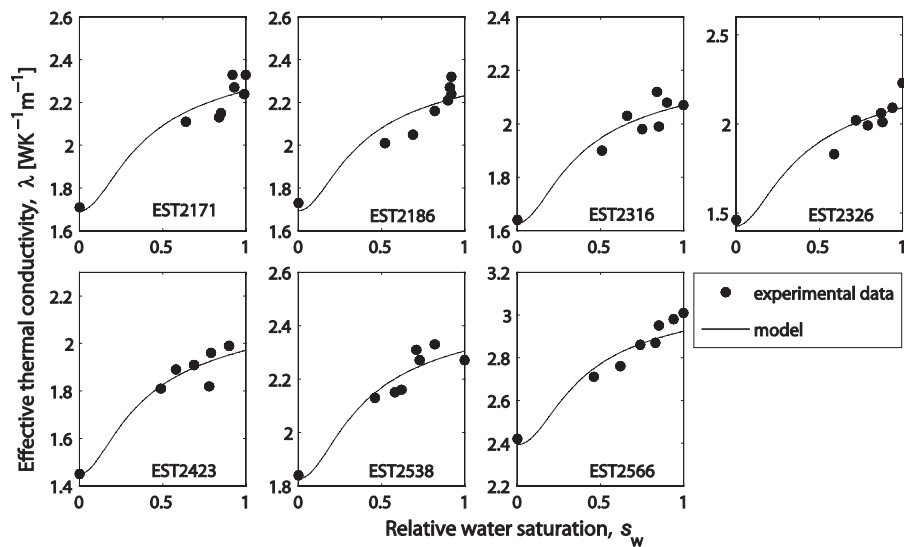 Effective thermal conductivity, λ [WK⁻¹m⁻¹]
2.6
2.4
2.2
2
1.8
1.6
0 0.5 1
EST2171
2.6
2.4
2.2
2
1.8
1.6
0 0.5 1
EST2186
2.4
2.2
2
1.8
1.6
0 0.5 1
EST2316
2.5
2
1.5
0 0.5 1
EST2326
2.2
2
1.8
1.6
1.4
0 0.5 1
EST2423
2.6
2.4
2.2
2
1.8
0 0.5 1
EST2538
3.2
3
2.8
2.6
2.4
2.2
0 0.5 1
EST2566
experimental data
model
Relative water saturation, s_w